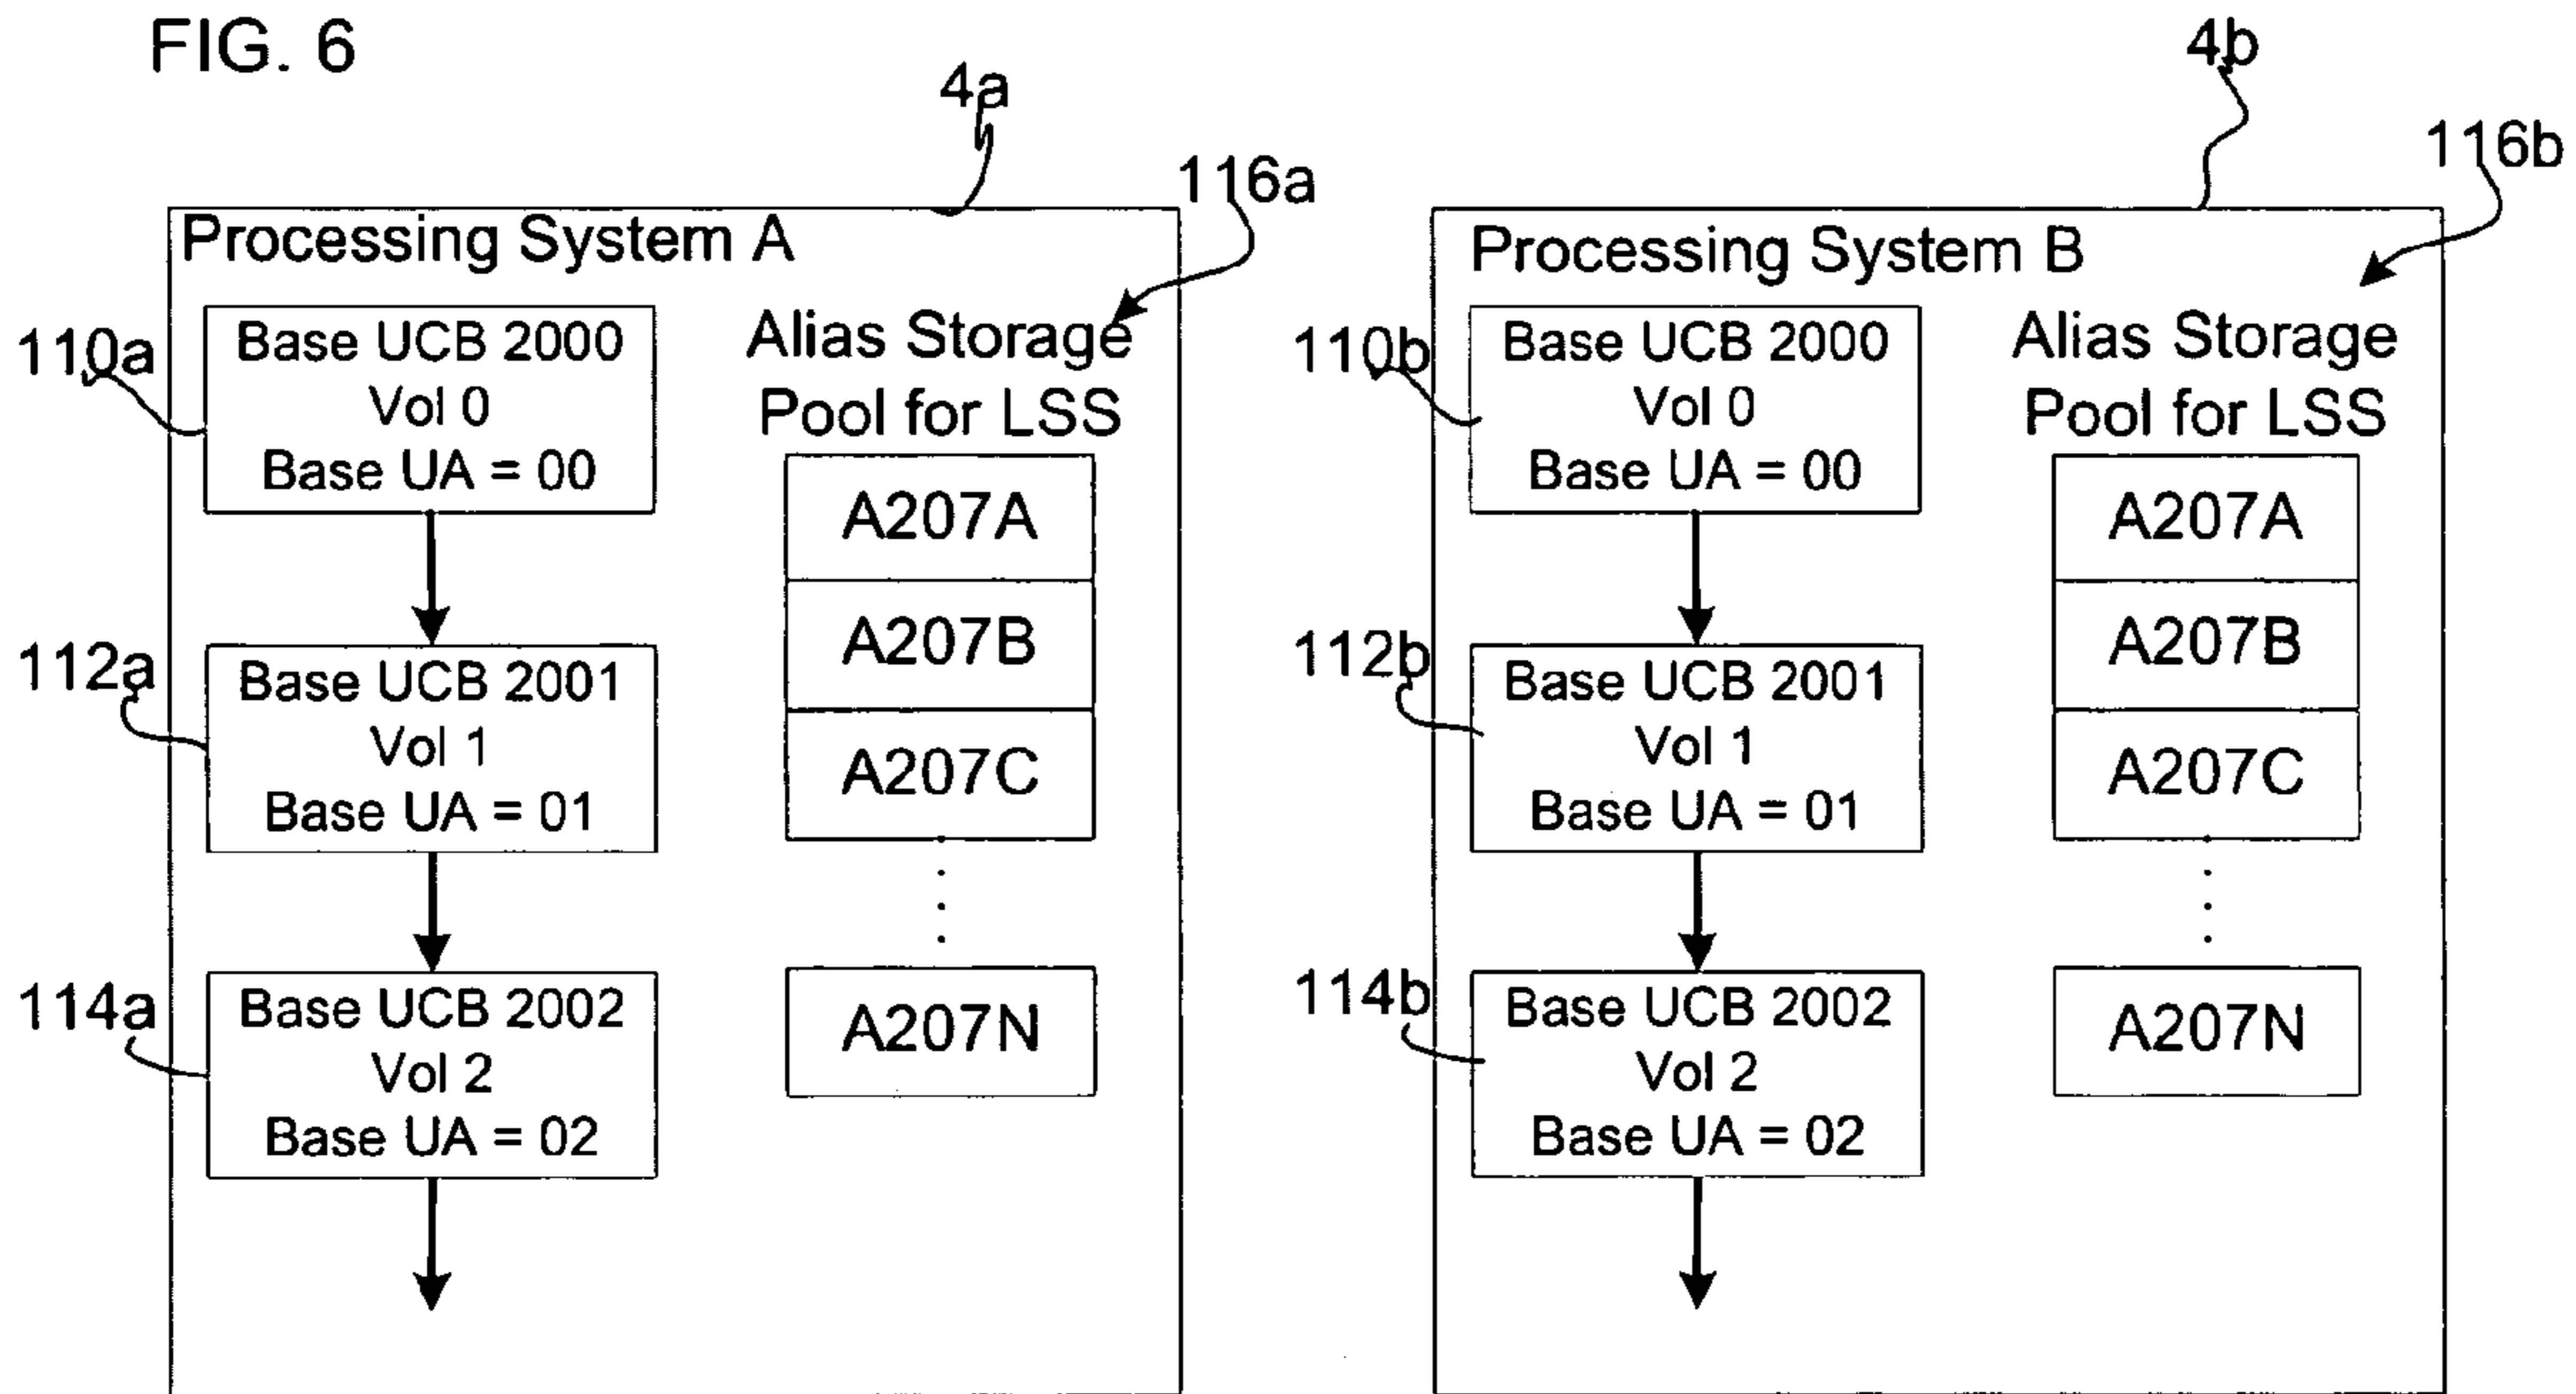 FIG. 6
4a
116a
Processing System A
110a
Base UCB 2000
Vol 0
Base UA = 00
112a
Base UCB 2001
Vol 1
Base UA = 01
114a
Base UCB 2002
Vol 2
Base UA = 02
Alias Storage
Pool for LSS
A207A
A207B
A207C
A207N
4b
116b
Processing System B
110b
Base UCB 2000
Vol 0
Base UA = 00
112b
Base UCB 2001
Vol 1
Base UA = 01
114b
Base UCB 2002
Vol 2
Base UA = 02
Alias Storage
Pool for LSS
A207A
A207B
A207C
A207N